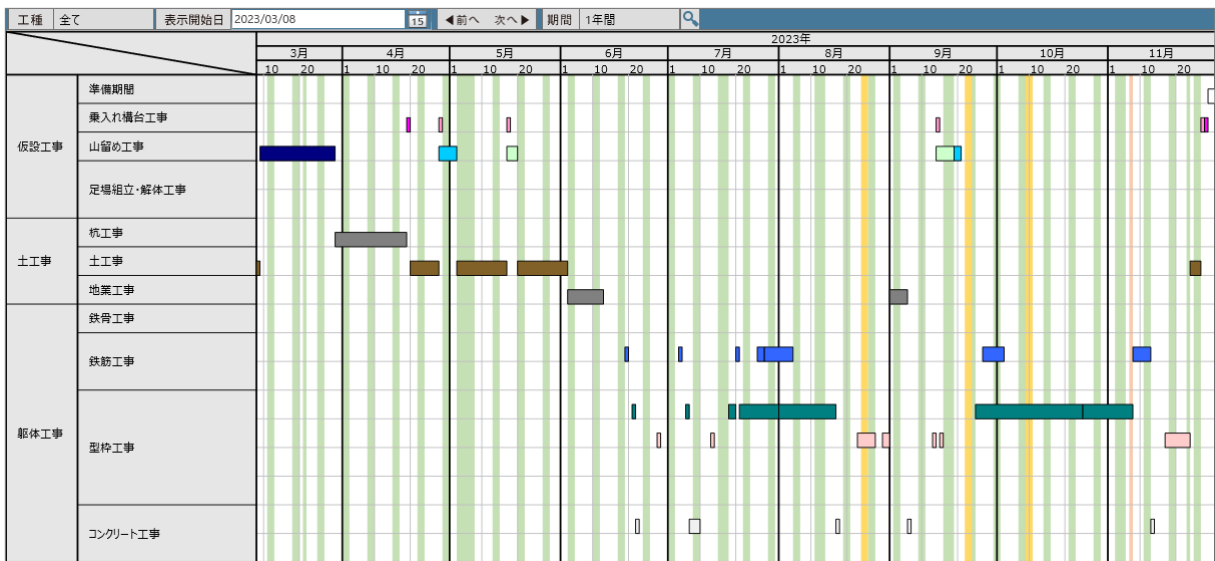 工種 全て 表示開始日 2023/03/08 15 ◀前へ 次へ▶ 期間 1年間
2023年
3月 4月 5月 6月 7月 8月 9月 10月 11月
10 20 1 10 20 1 10 20 1 10 20 1 10 20 1 10 20 1 10 20 1 10 20 1 10 20
仮設工事
準備期間
乗入れ構台工事
山留め工事
足場組立・解体工事
土工事
杭工事
土工事
地業工事
躯体工事
鉄骨工事
鉄筋工事
型枠工事
コンクリート工事